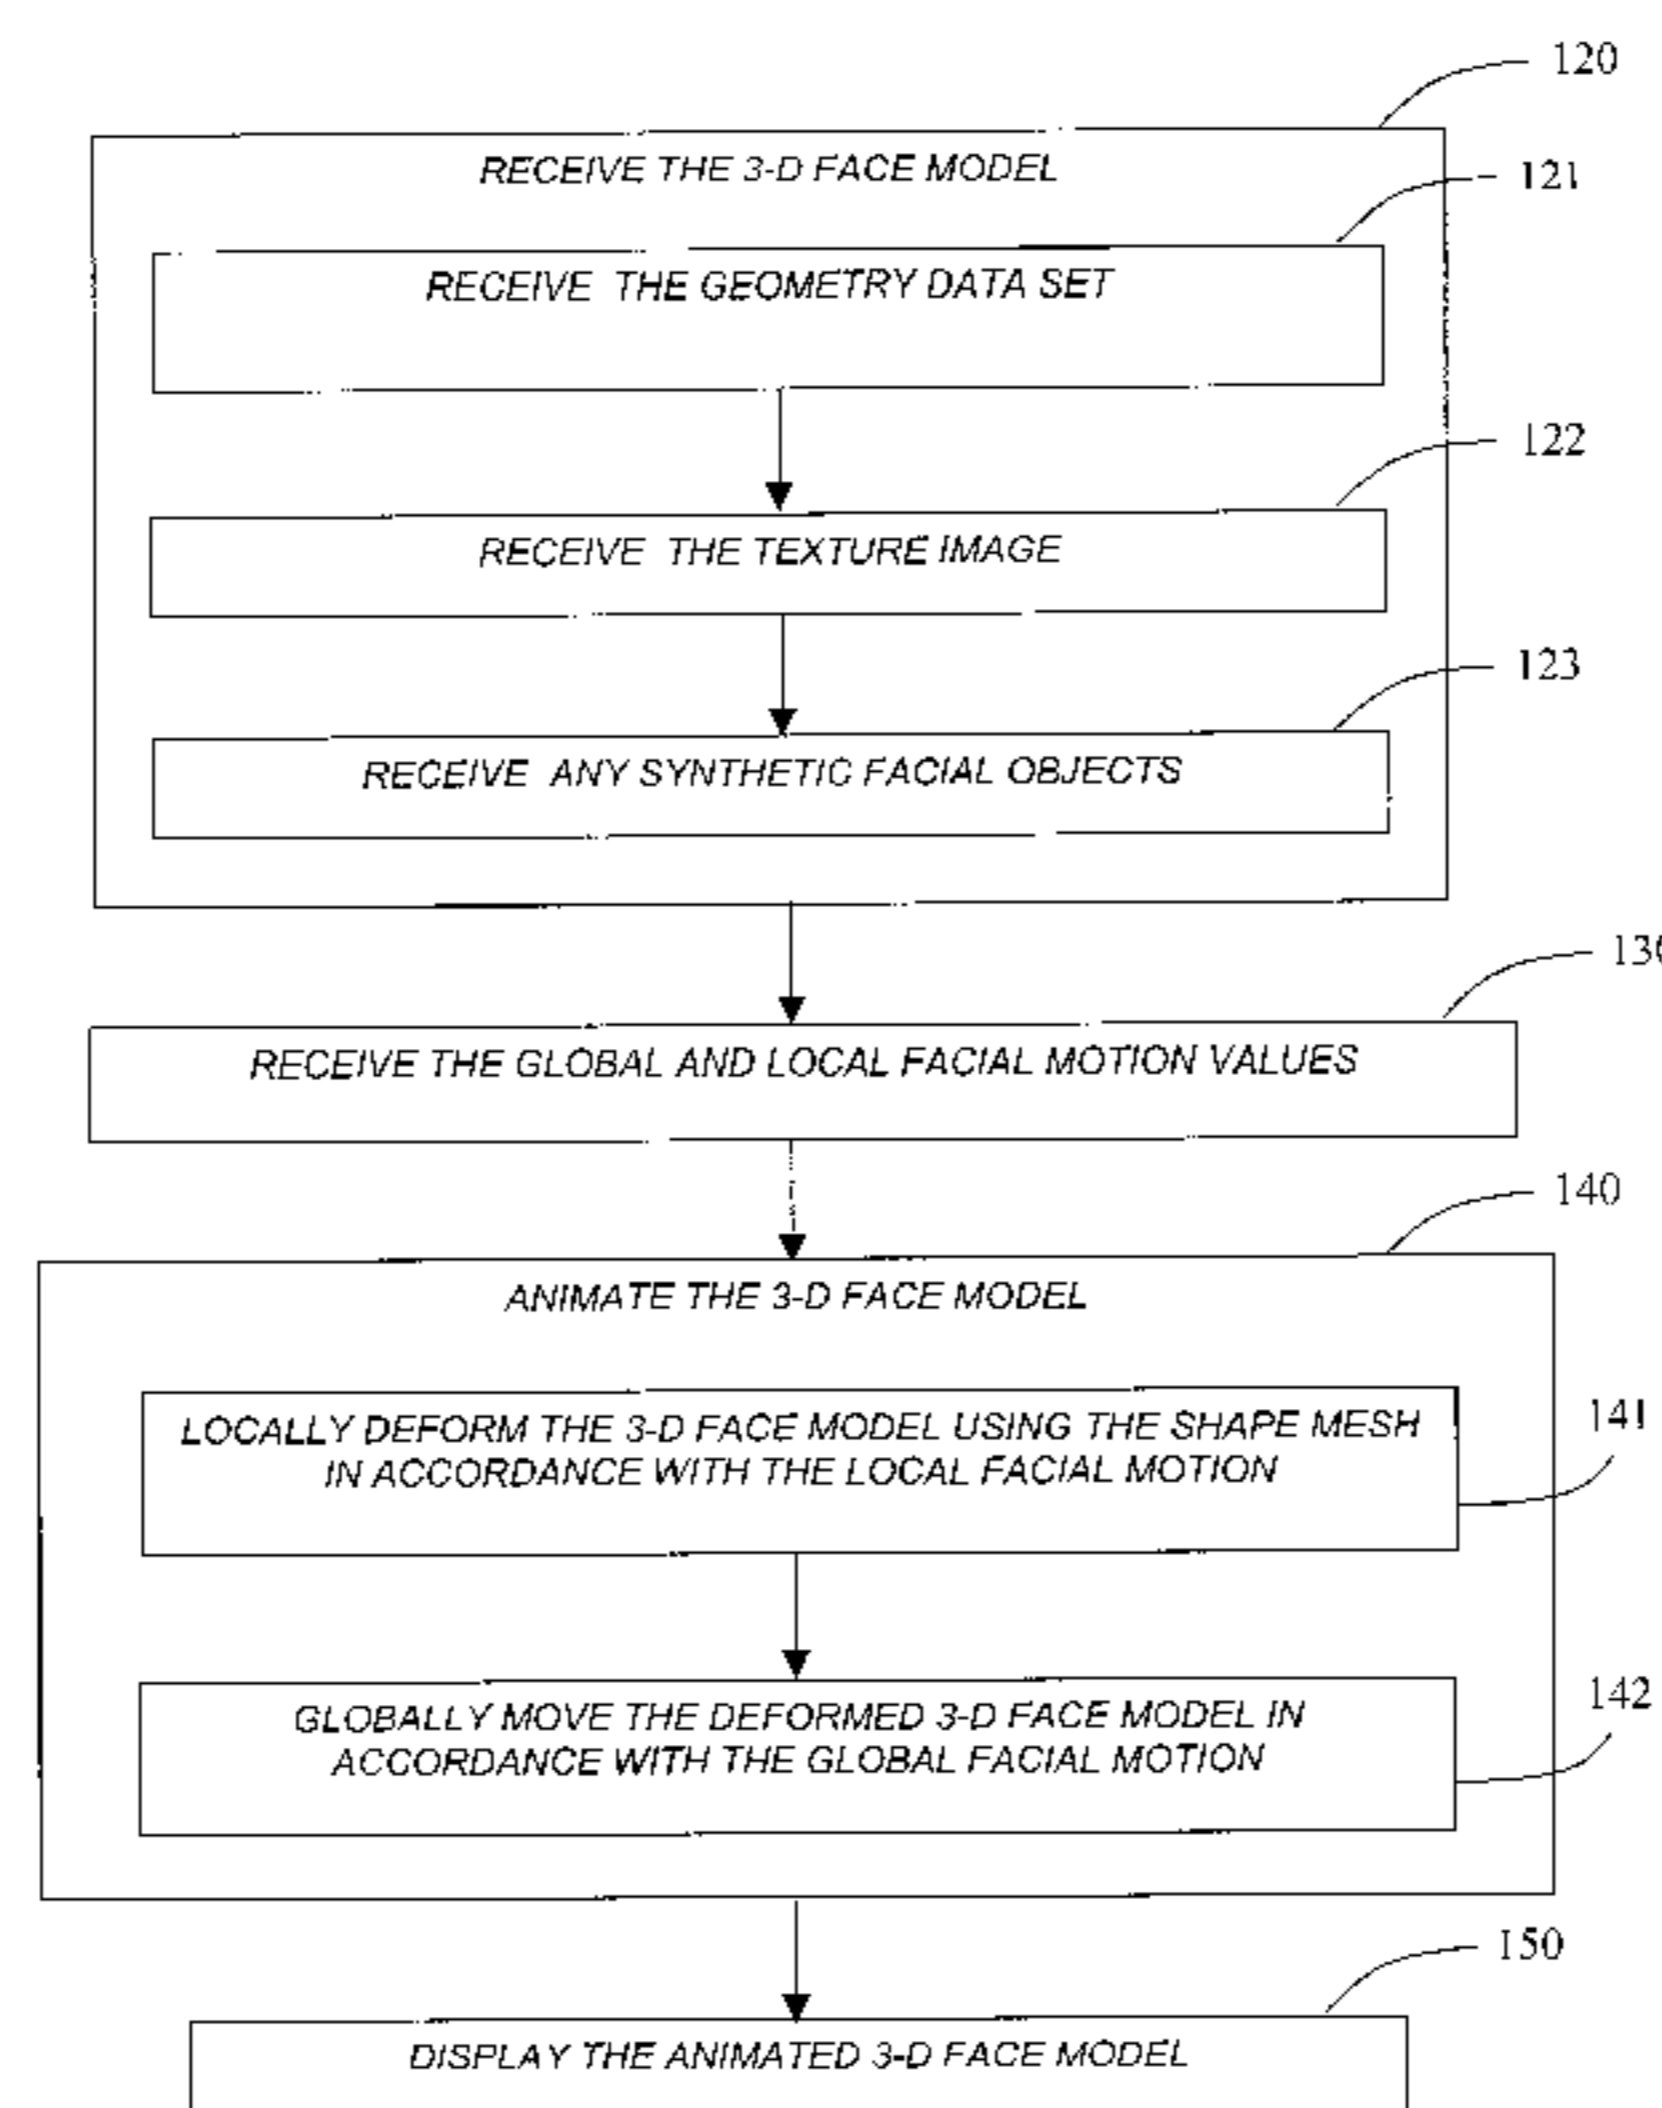 120
RECEIVE THE 3-D FACE MODEL
121
RECEIVE THE GEOMETRY DATA SET
122
RECEIVE THE TEXTURE IMAGE
123
RECEIVE ANY SYNTHETIC FACIAL OBJECTS
130
RECEIVE THE GLOBAL AND LOCAL FACIAL MOTION VALUES
140
ANIMATE THE 3-D FACE MODEL
141
LOCALLY DEFORM THE 3-D FACE MODEL USING THE SHAPE MESH
IN ACCORDANCE WITH THE LOCAL FACIAL MOTION
142
GLOBALLY MOVE THE DEFORMED 3-D FACE MODEL IN
ACCORDANCE WITH THE GLOBAL FACIAL MOTION
150
DISPLAY THE ANIMATED 3-D FACE MODEL